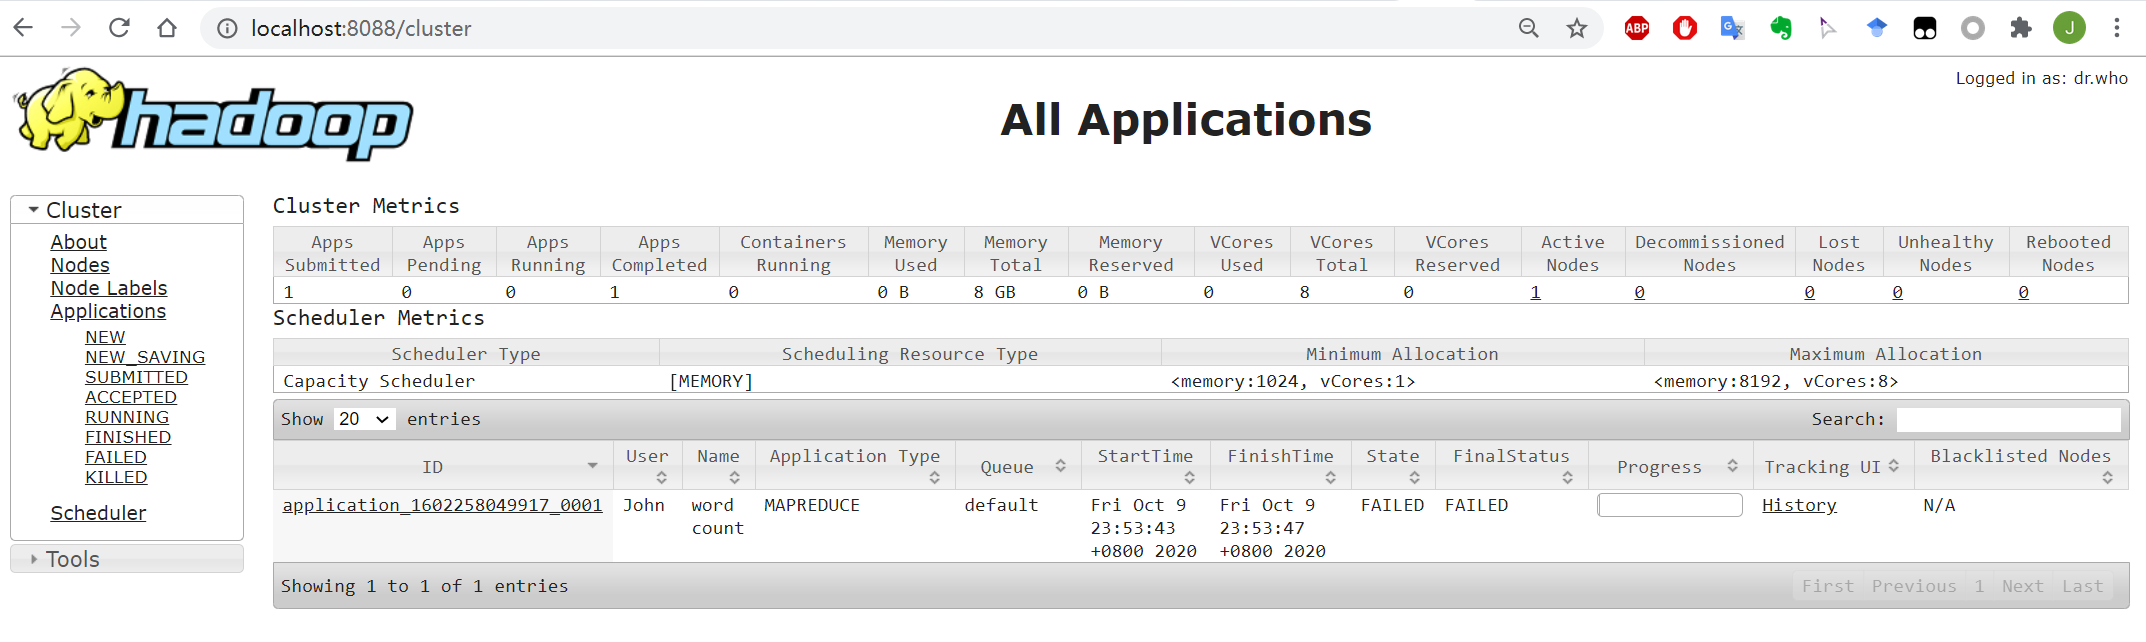 localhost:8088/cluster
ABP
G
J
Logged in as: dr.who
hadoop
All Applications
Cluster
About
Nodes
Node Labels
Applications
NEW
NEW_SAVING
SUBMITTED
ACCEPTED
RUNNING
FINISHED
FAILED
KILLED
Scheduler
Tools
Cluster Metrics
Apps Submitted Apps Pending Apps Running Apps Completed Containers Running Memory Used Memory Total Memory Reserved VCores Used VCores Total VCores Reserved Active Nodes Decommissioned Nodes Lost Nodes Unhealthy Nodes Rebooted Nodes
1 0 0 1 0 0 B 8 GB 0 B 0 8 0 1 0 0 0 0
Scheduler Metrics
Scheduler Type Scheduling Resource Type Minimum Allocation Maximum Allocation
Capacity Scheduler [MEMORY] <memory:1024, vCores:1> <memory:8192, vCores:8>
Show 20 entries Search:
ID User Name Application Type Queue StartTime FinishTime State FinalStatus Progress Tracking UI Blacklisted Nodes
application_1602258049917_0001 John word count MAPREDUCE default Fri Oct 9 23:53:43 +0800 2020 Fri Oct 9 23:53:47 +0800 2020 FAILED FAILED History N/A
Showing 1 to 1 of 1 entries First Previous 1 Next Last